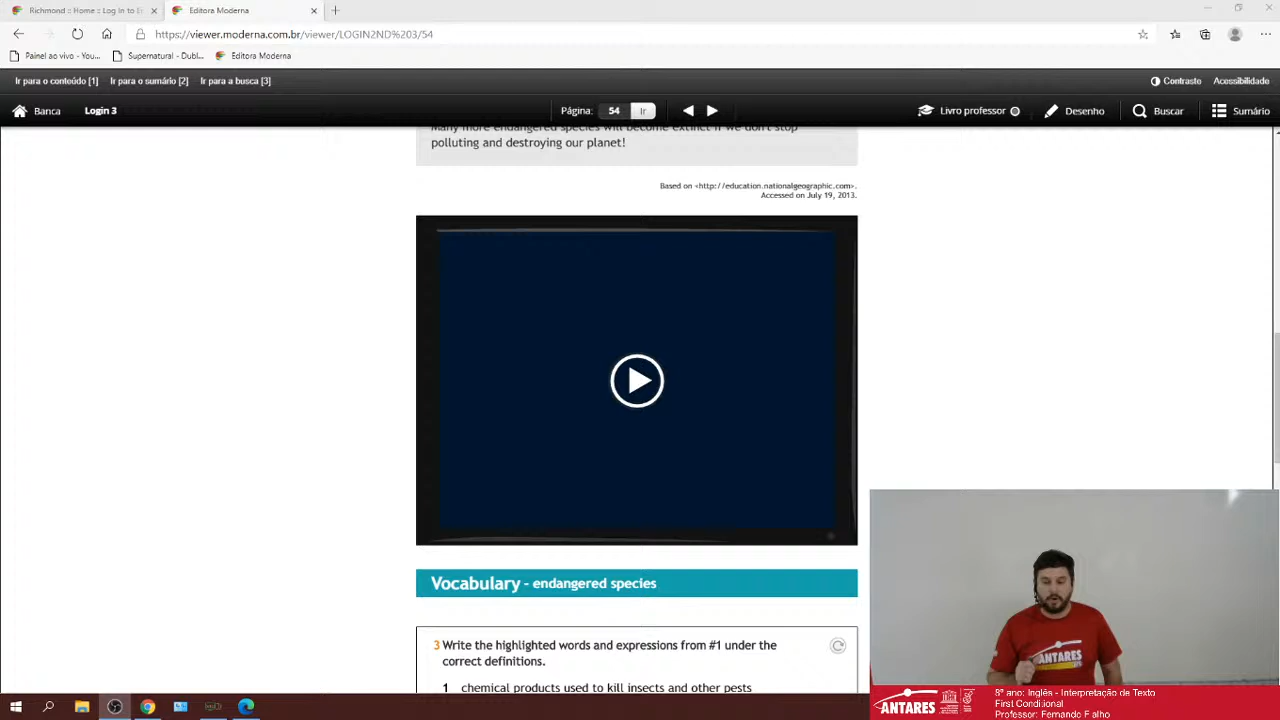 Richmond :: Home :: Log In to E
Editora Moderna
https://viewer.moderna.com.br/viewer/LOGIN2ND%203/54
Painel ao vivo - You...
Supernatural - Dubl...
Editora Moderna
Ir para o conteúdo [1]
Ir para o sumário [2]
Ir para a busca [3]
Contraste
Acessibilidade
Banca
Login 3
Página:
54
Ir
Livro professor
Desenho
Buscar
Sumário
Many more endangered species will become extinct if we don't stop
polluting and destroying our planet!
Based on <http://education.nationalgeographic.com>.
Accessed on July 19, 2013.
Vocabulary - endangered species
3 Write the highlighted words and expressions from #1 under the
correct definitions.
1 chemical products used to kill insects and other pests
ANTARES
ANTARES
8º ano: Inglês - Interpretação de Texto
First Conditional
Professor: Fernando Fialho